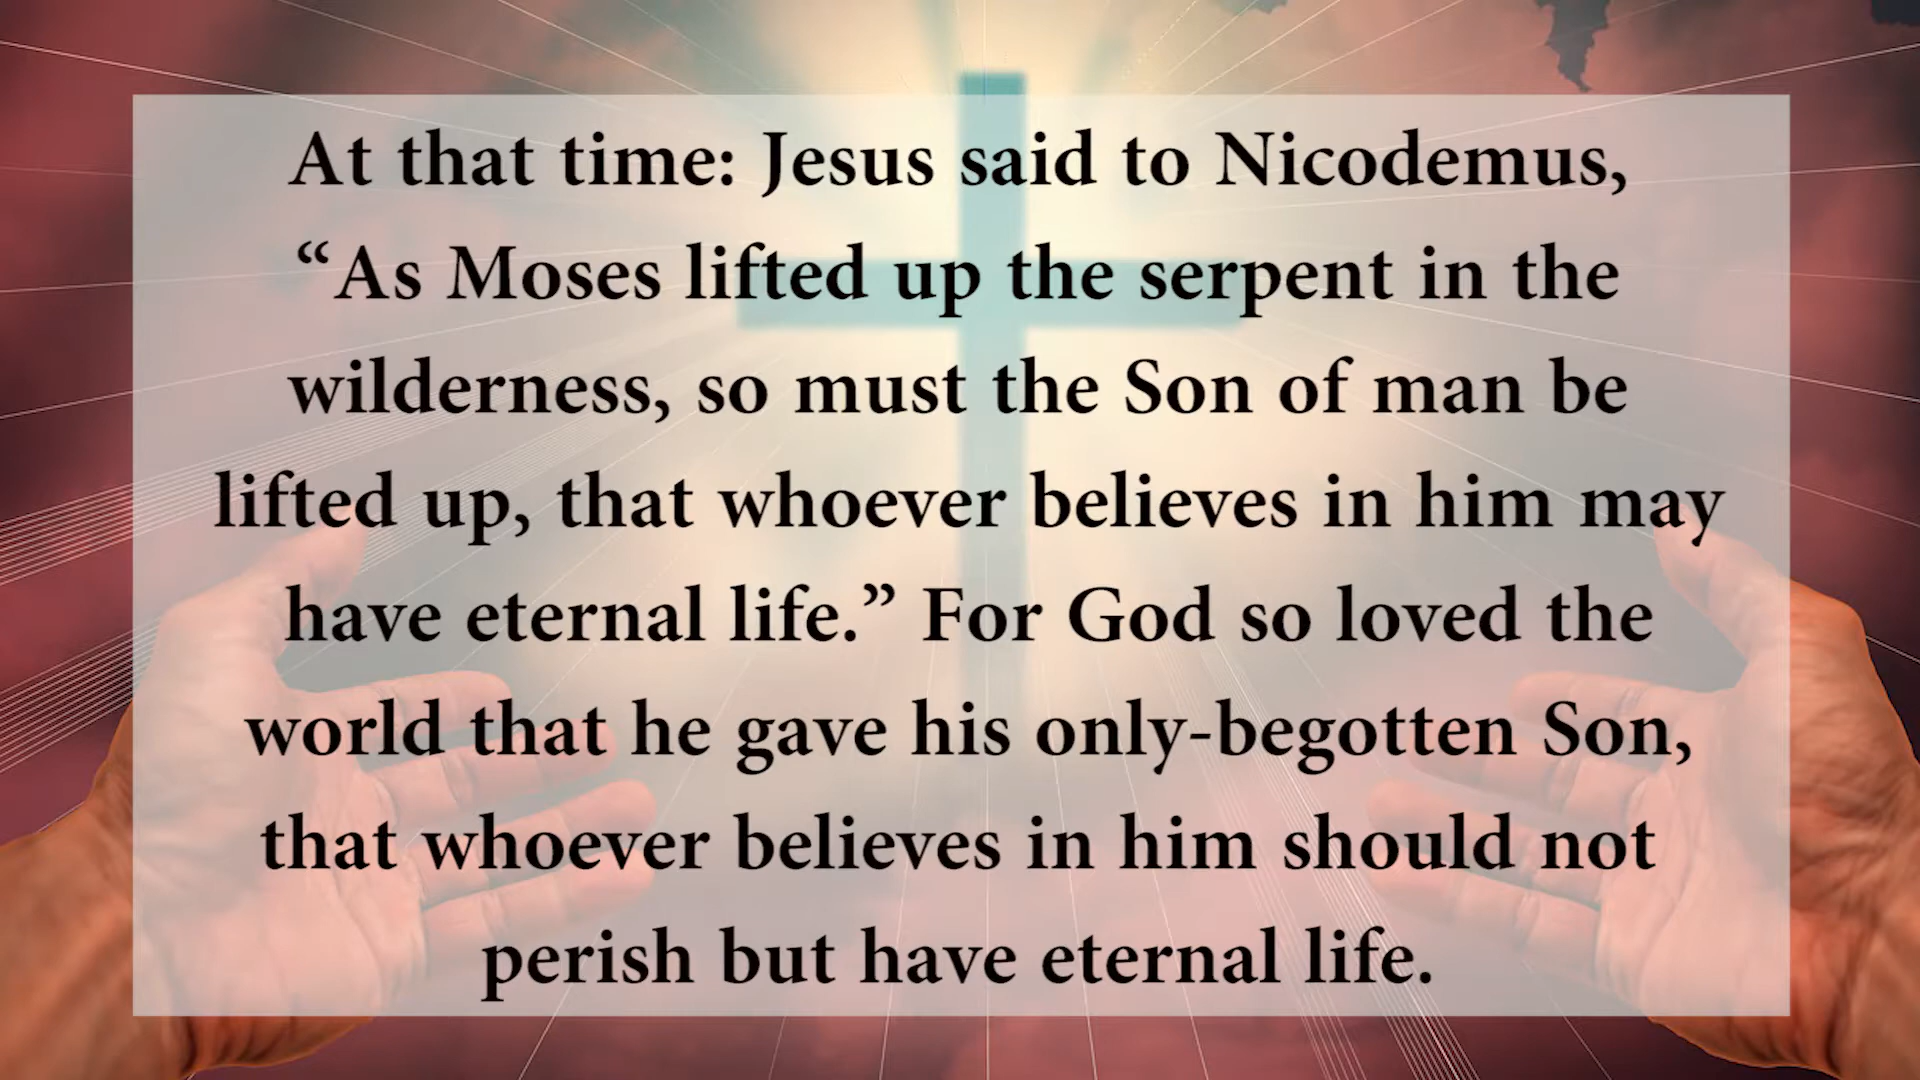 At that time: Jesus said to Nicodemus,
“As Moses lifted up the serpent in the
wilderness, so must the Son of man be
lifted up, that whoever believes in him may
have eternal life.” For God so loved the
world that he gave his only-begotten Son,
that whoever believes in him should not
perish but have eternal life.